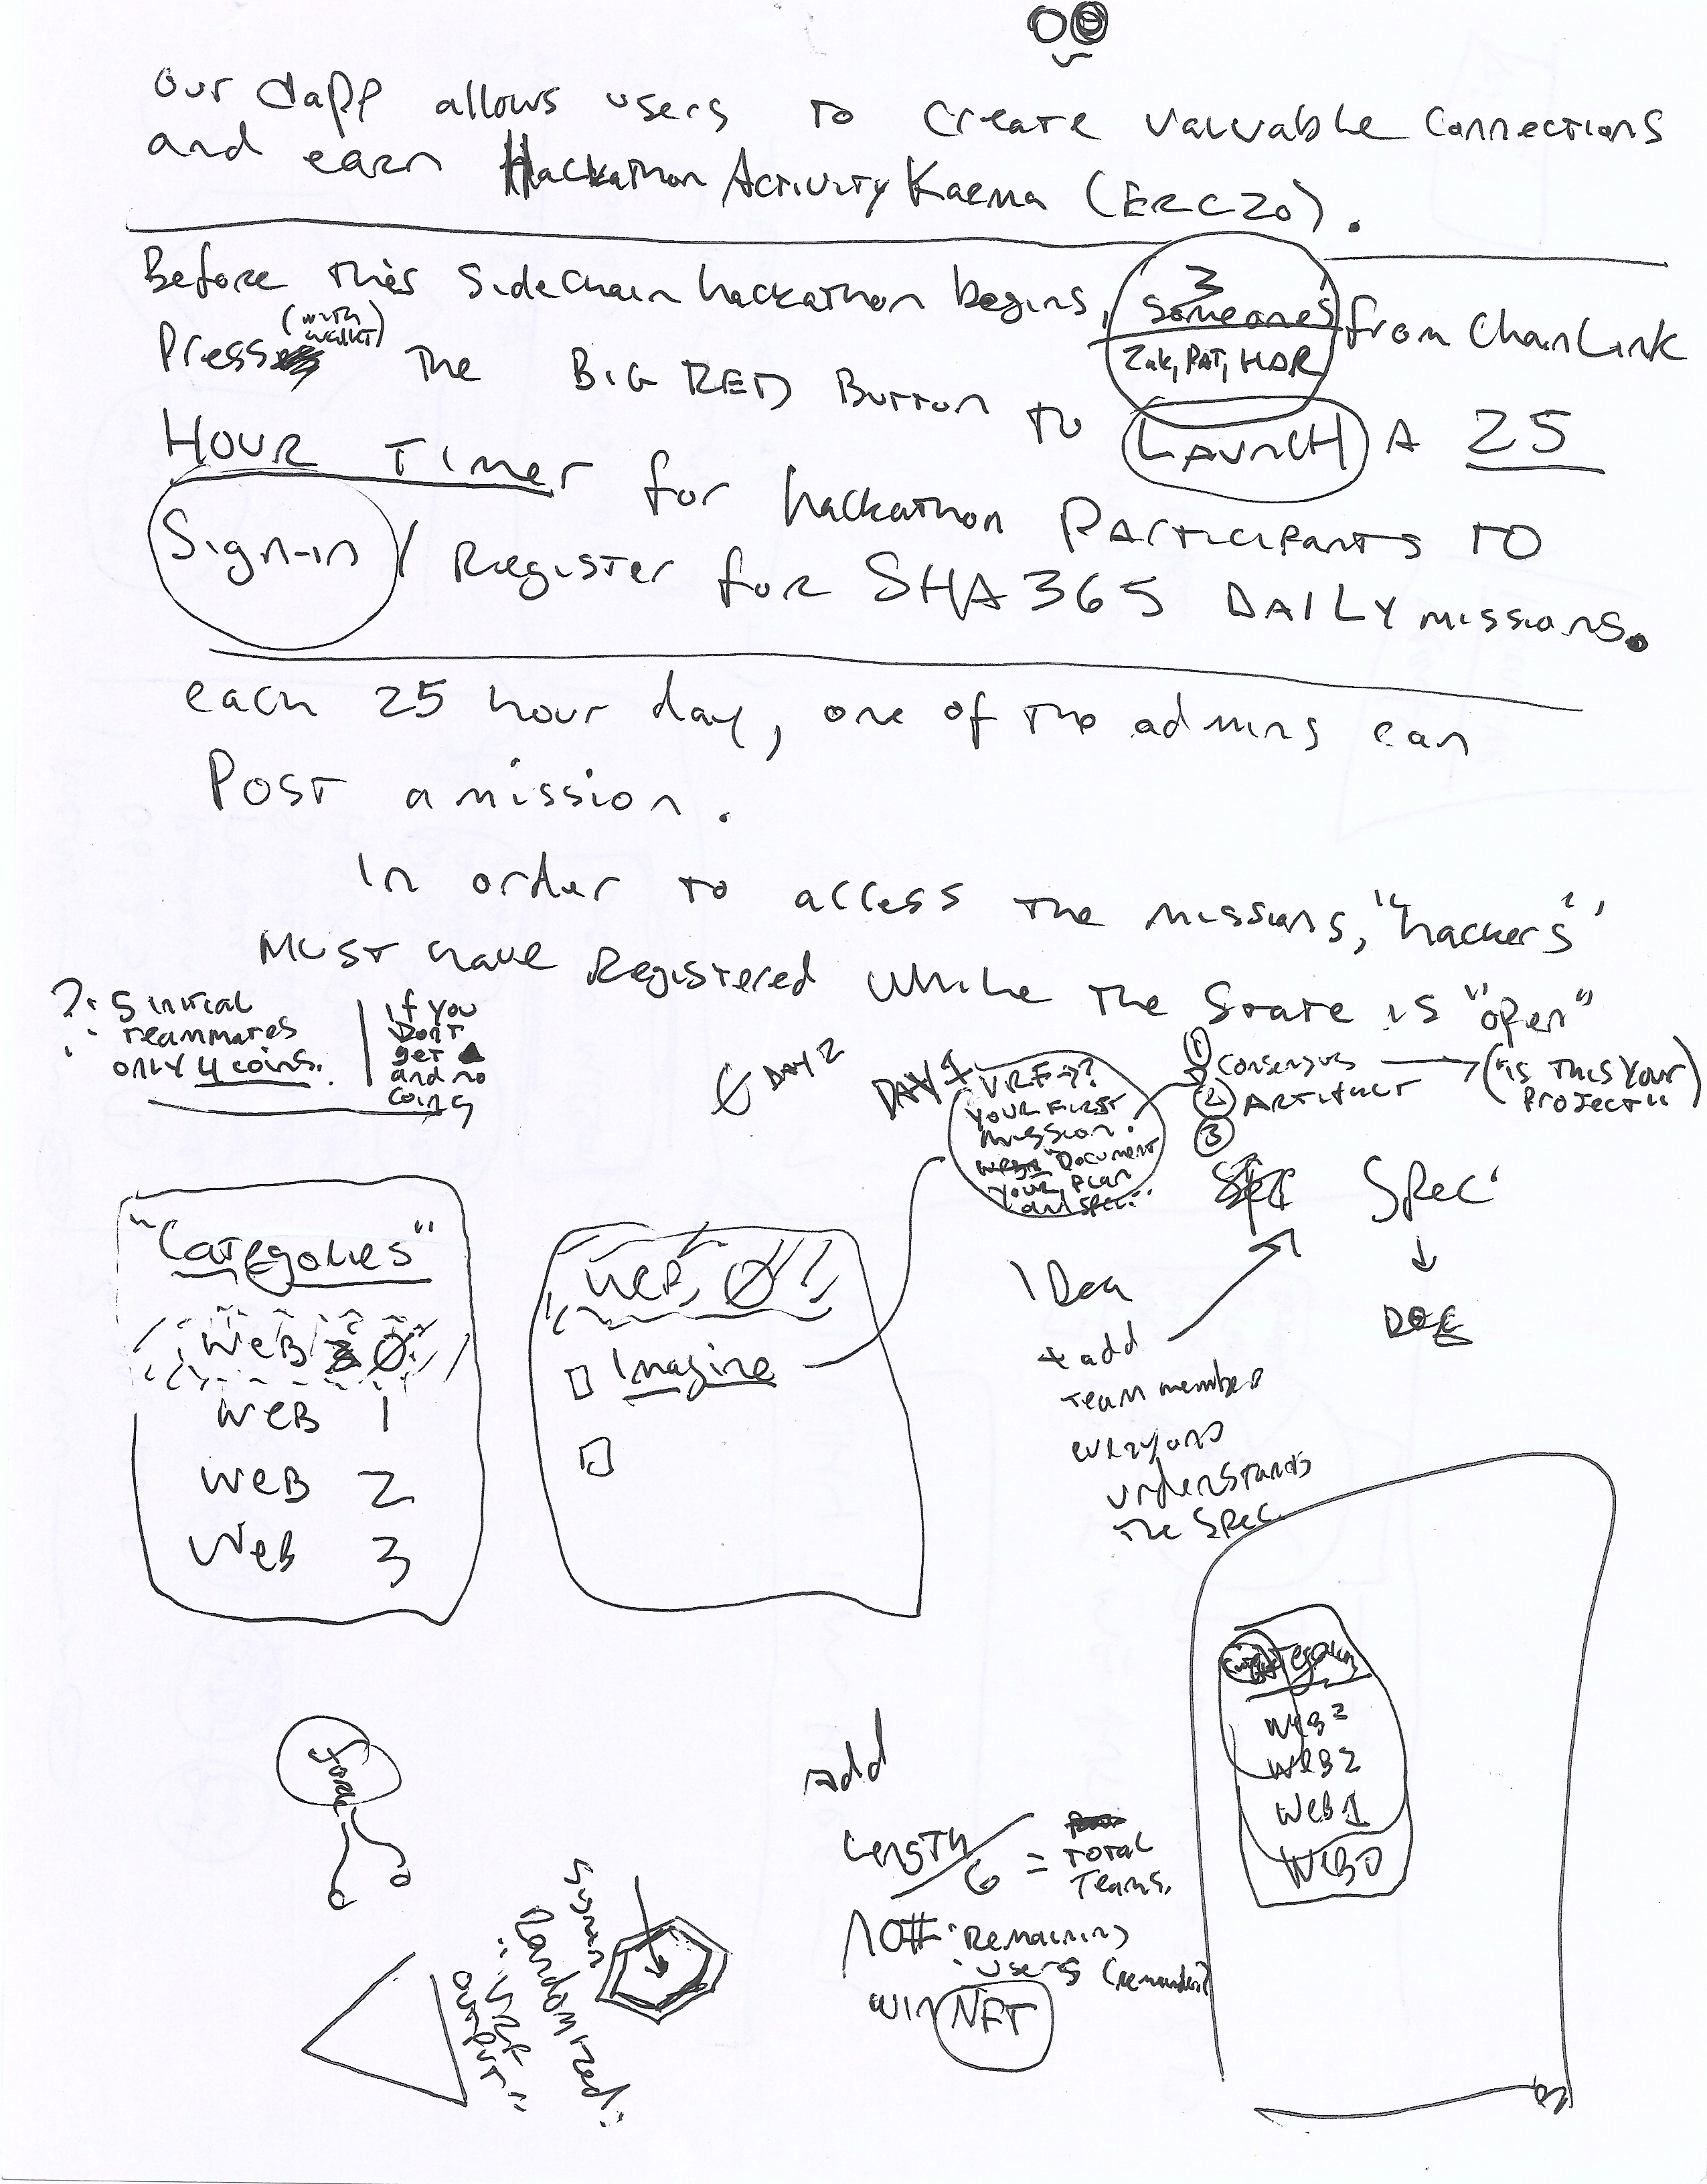 our dapp allows users to create valuable connections
and earn Hackathon Activity Karma (ERC20).
Before this Sidechain hackathon begins, 3 someones from Chainlink
Zak, PAT, HAR
Press (with wallet) The BIG RED Button to LAUNCH A 25
HOUR TIMER for hackathon Participants TO
Sign-in / Register for SHA365 DAILY missions.
each 25 hour day, one of the admins can
Post a mission.
In order to access the missions, "hackers"
Must have Registered while the State is "open"
?: 5 initial
teammates
only 4 coins.
if you
Don't
get
and no
coins
DAY 2
DAY 1
VRF→?
YOUR FIRST
mission:
Document
your plan
and spec:
① Consensus → ("is this your
Project"
② ARTIFACT
③
Spec
Spec
↓
DOC
"Categories"
WEB 0
WEB 1
WEB 2
WEB 3
WEB 0
Imagine
IDea
+ add
team member
everyone
understands
the Spec.
Category
WEB 3
WEB 2
WEB 1
WEB 0
fork
add
Length/6 = Total
Teams.
Remaining
users (remainder)
win NFT
Randomized
"VRF
output"